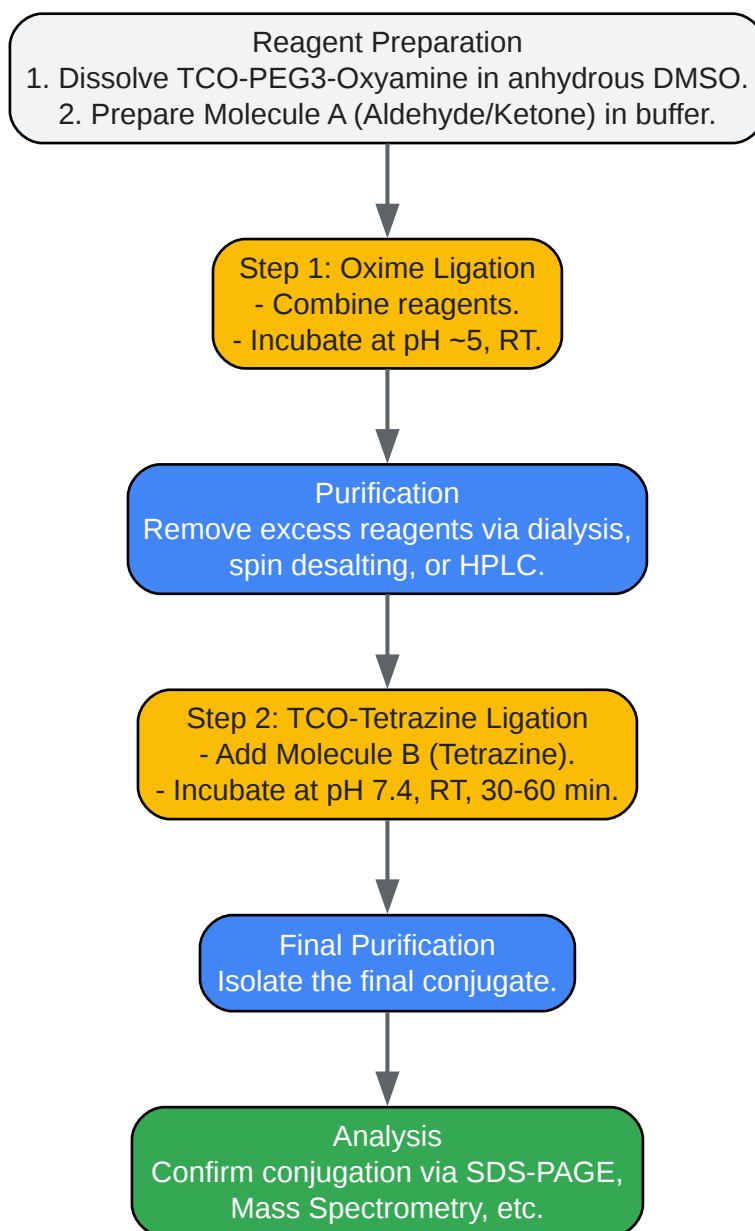 Reagent Preparation
1. Dissolve TCO-PEG3-Oxyamine in anhydrous DMSO.
2. Prepare Molecule A (Aldehyde/Ketone) in buffer.
Step 1: Oxime Ligation
- Combine reagents.
- Incubate at pH ~5, RT.
Purification
Remove excess reagents via dialysis,
spin desalting, or HPLC.
Step 2: TCO-Tetrazine Ligation
- Add Molecule B (Tetrazine).
- Incubate at pH 7.4, RT, 30-60 min.
Final Purification
Isolate the final conjugate.
Analysis
Confirm conjugation via SDS-PAGE,
Mass Spectrometry, etc.